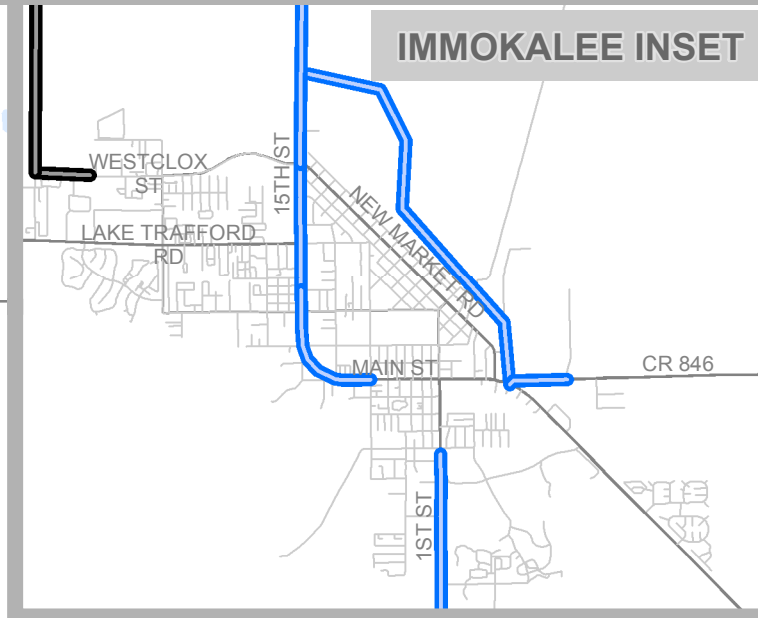 IMMOKALEE INSET
WESTCLOX
ST
15TH ST
NEW MARKET RD
LAKE TRAFFORD
RD
MAIN ST
CR 846
1ST ST